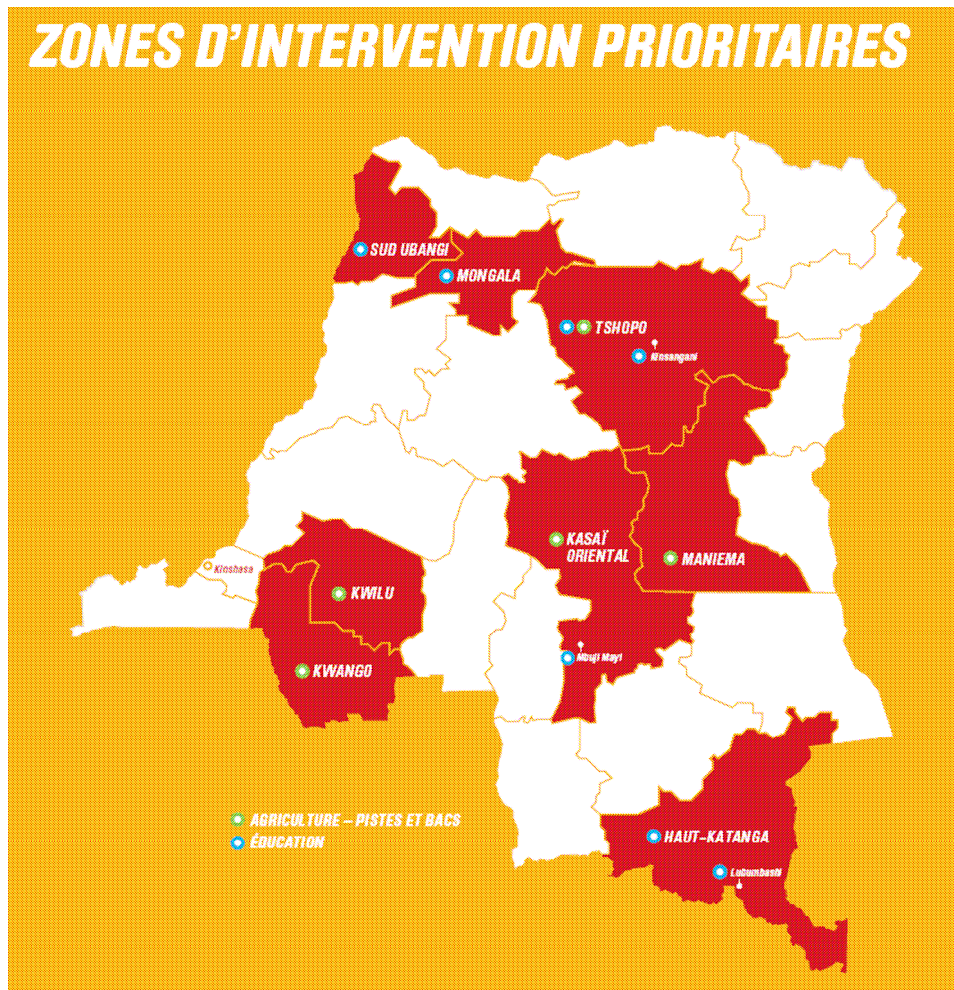 ZONES D'INTERVENTION PRIORITAIRES
SUD UBANGI
MONGALA
TSHOPO
KASAÏ
ORIENTAL
MANIEMA
Kinshasa
KWILU
Mbuji Mayi
KWANGO
AGRICULTURE – PISTES ET BACS
ÉDUCATION
HAUT-KATANGA
Lubumbashi